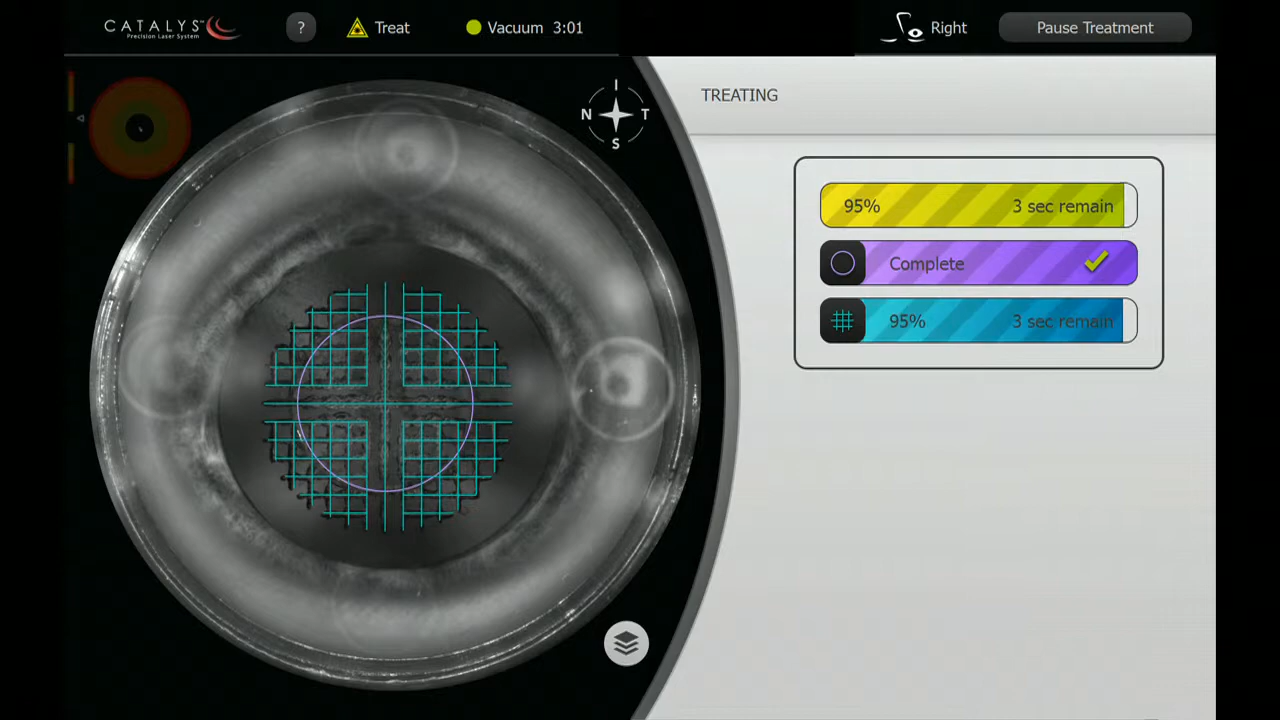 CATALYS
Precision Laser System
?
Treat
Vacuum 3:01
Right
Pause Treatment
I
N
T
S
TREATING
95% 3 sec remain
Complete
95% 3 sec remain